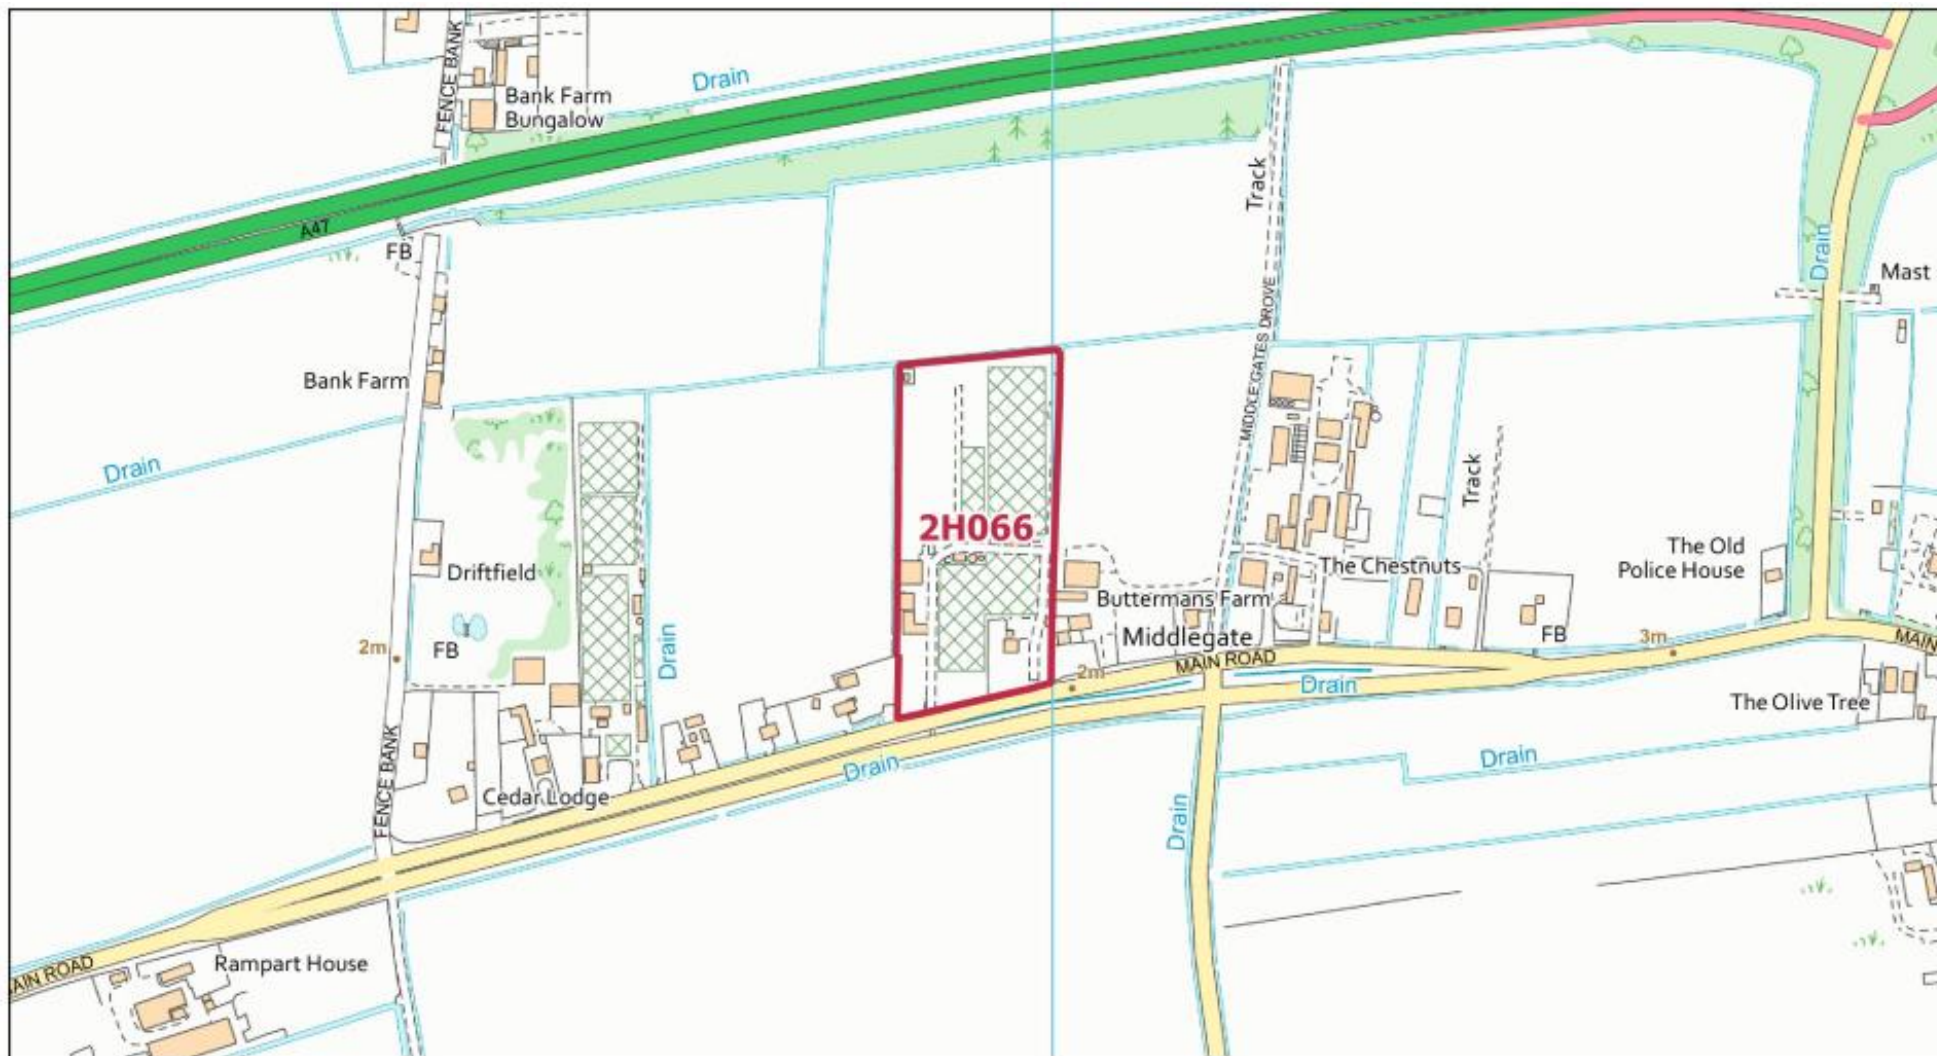 FENCE BANK
Bank Farm
Bungalow
Drain
A47
FB
Track
Drain
Mast
MIDDLE GATES DROVE
Bank Farm
Drain
Track
2H066
Driftfield
The Chestnuts
The Old
Police House
Buttermans Farm
FB
2m
Drain
Middlegate
FB
3m
MAIN
MAIN ROAD
2m
Drain
The Olive Tree
FENCE BANK
Cedar Lodge
Drain
Drain
Drain
AIN ROAD
Rampart House